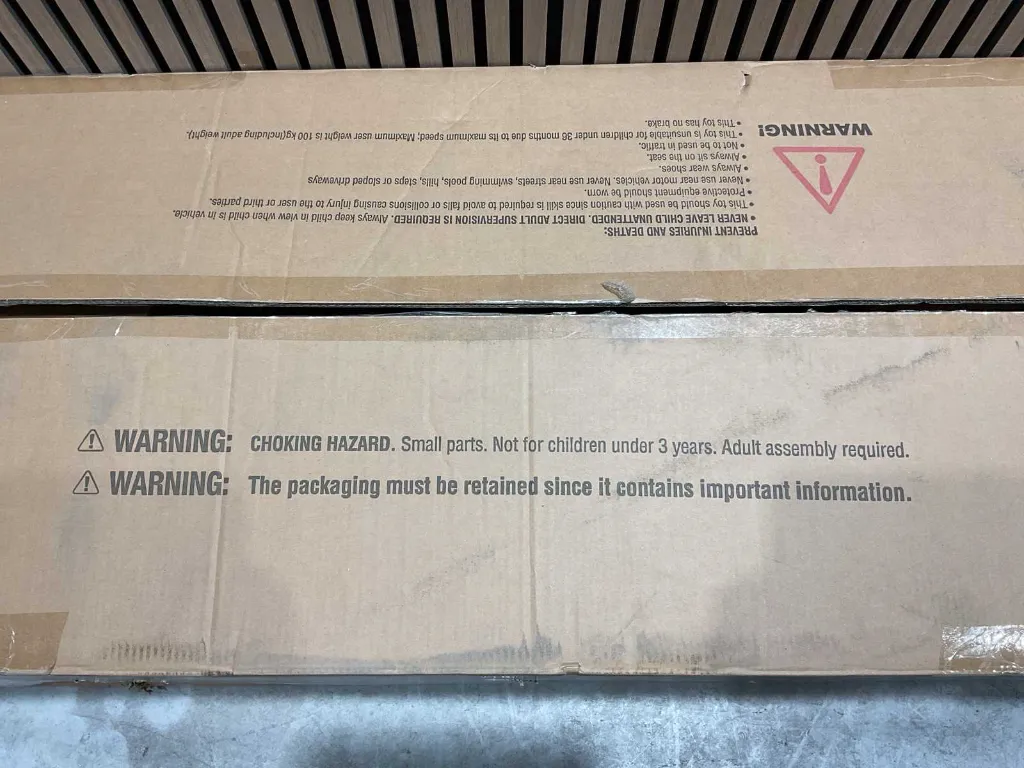 WARNING!
PREVENT INJURIES AND DEATHS:
• NEVER LEAVE CHILD UNATTENDED. DIRECT ADULT SUPERVISION IS REQUIRED. Always keep child in view when child is in vehicle.
• This toy should be used with caution since skill is required to avoid falls or collisions causing injury to the user or third parties.
• Protective equipment should be worn.
• Never use near motor vehicles. Never use near streets, swimming pools, hills, steps or sloped driveways
• Always wear shoes.
• Always sit on the seat.
• Not to be used in traffic.
• This toy is unsuitable for children under 36 months due to its maximum speed; Maximum user weight is 100 kg(including adult weight).
• This toy has no brake.
WARNING: CHOKING HAZARD. Small parts. Not for children under 3 years. Adult assembly required.
WARNING: The packaging must be retained since it contains important information.